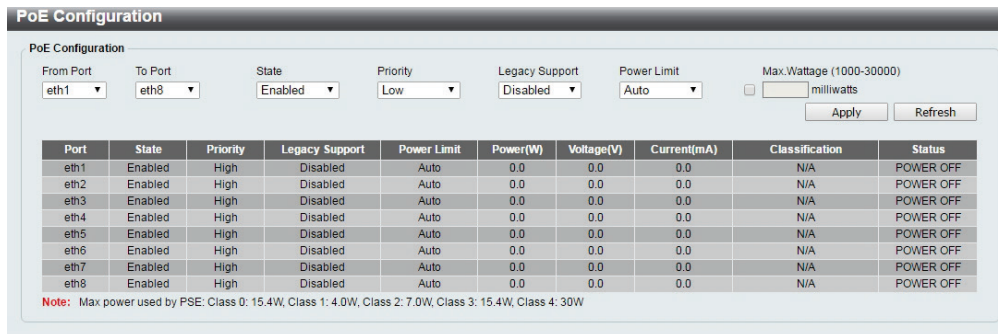 PoE Configuration
PoE Configuration
From Port To Port State Priority Legacy Support Power Limit Max.Wattage (1000-30000)
eth1 eth8 Enabled Low Disabled Auto milliwatts
Apply Refresh
Port State Priority Legacy Support Power Limit Power(W) Voltage(V) Current(mA) Classification Status
eth1 Enabled High Disabled Auto 0.0 0.0 0.0 N/A POWER OFF
eth2 Enabled High Disabled Auto 0.0 0.0 0.0 N/A POWER OFF
eth3 Enabled High Disabled Auto 0.0 0.0 0.0 N/A POWER OFF
eth4 Enabled High Disabled Auto 0.0 0.0 0.0 N/A POWER OFF
eth5 Enabled High Disabled Auto 0.0 0.0 0.0 N/A POWER OFF
eth6 Enabled High Disabled Auto 0.0 0.0 0.0 N/A POWER OFF
eth7 Enabled High Disabled Auto 0.0 0.0 0.0 N/A POWER OFF
eth8 Enabled High Disabled Auto 0.0 0.0 0.0 N/A POWER OFF
Note: Max power used by PSE: Class 0: 15.4W, Class 1: 4.0W, Class 2: 7.0W, Class 3: 15.4W, Class 4: 30W